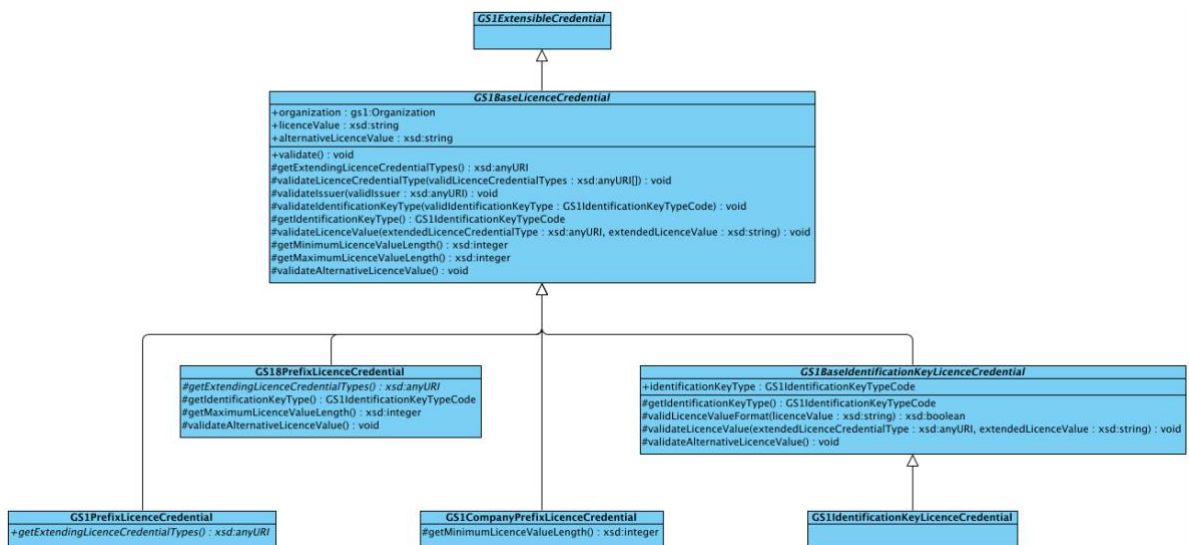 GS1ExtensibleCredential
GS1BaseLicenceCredential
+organization : gs1:Organization
+licenceValue : xsd:string
+alternativeLicenceValue : xsd:string
+validate() : void
#getExtendingLicenceCredentialTypes() : xsd:anyURI
#validateLicenceCredentialType(validLicenceCredentialTypes : xsd:anyURI[]) : void
#validateIssuer(validIssuer : xsd:anyURI) : void
#validateIdentificationKeyType(validIdentificationKeyType : GS1IdentificationKeyTypeCode) : void
#getIdentificationKeyType() : GS1IdentificationKeyTypeCode
#validateLicenceValue(extendedLicenceCredentialType : xsd:anyURI, extendedLicenceValue : xsd:string) : void
#getMinimumLicenceValueLength() : xsd:integer
#getMaximumLicenceValueLength() : xsd:integer
#validateAlternativeLicenceValue() : void
GS18PrefixLicenceCredential
#getExtendingLicenceCredentialTypes() : xsd:anyURI
#getIdentificationKeyType() : GS1IdentificationKeyTypeCode
#getMaximumLicenceValueLength() : xsd:integer
#validateAlternativeLicenceValue() : void
GS1BaseIdentificationKeyLicenceCredential
+identificationKeyType : GS1IdentificationKeyTypeCode
#getIdentificationKeyType() : GS1IdentificationKeyTypeCode
#validLicenceValueFormat(licenceValue : xsd:string) : xsd:boolean
#validateLicenceValue(extendedLicenceCredentialType : xsd:anyURI, extendedLicenceValue : xsd:string) : void
#validateAlternativeLicenceValue() : void
GS1PrefixLicenceCredential
+getExtendingLicenceCredentialTypes() : xsd:anyURI
GS1CompanyPrefixLicenceCredential
#getMinimumLicenceValueLength() : xsd:integer
GS1IdentificationKeyLicenceCredential